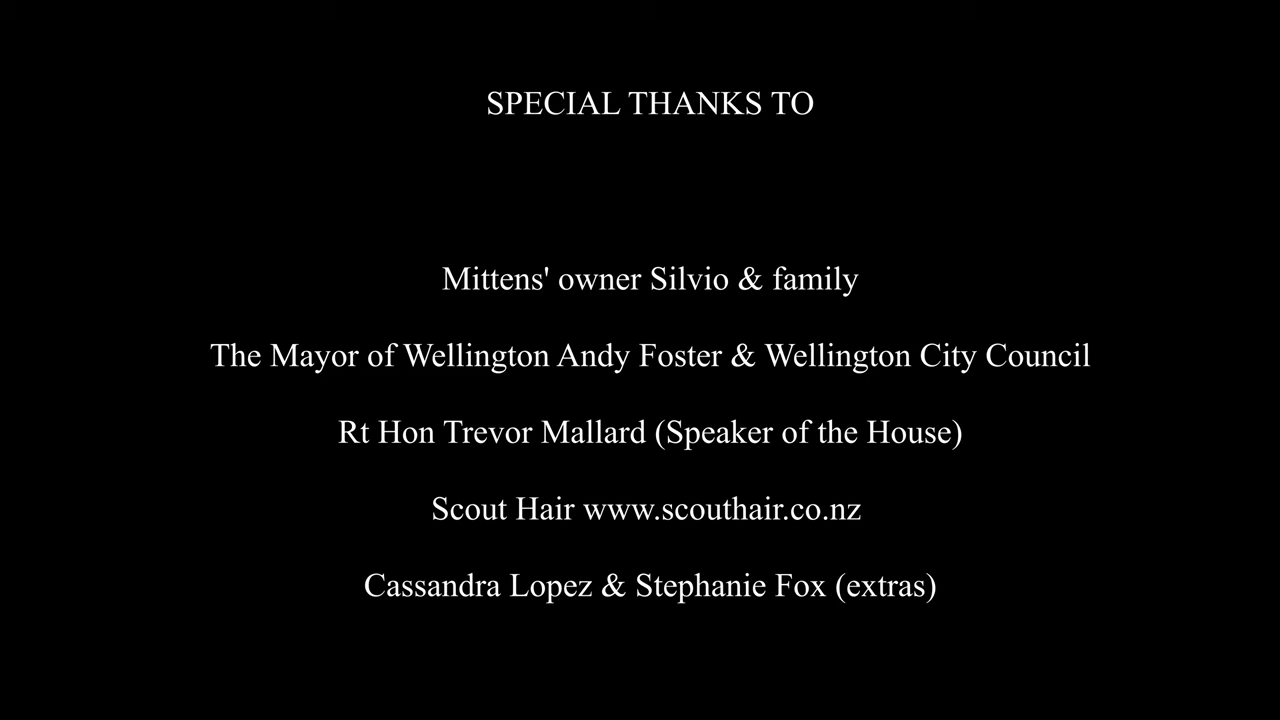 SPECIAL THANKS TO
Mittens' owner Silvio & family
The Mayor of Wellington Andy Foster & Wellington City Council
Rt Hon Trevor Mallard (Speaker of the House)
Scout Hair www.scouthair.co.nz
Cassandra Lopez & Stephanie Fox (extras)